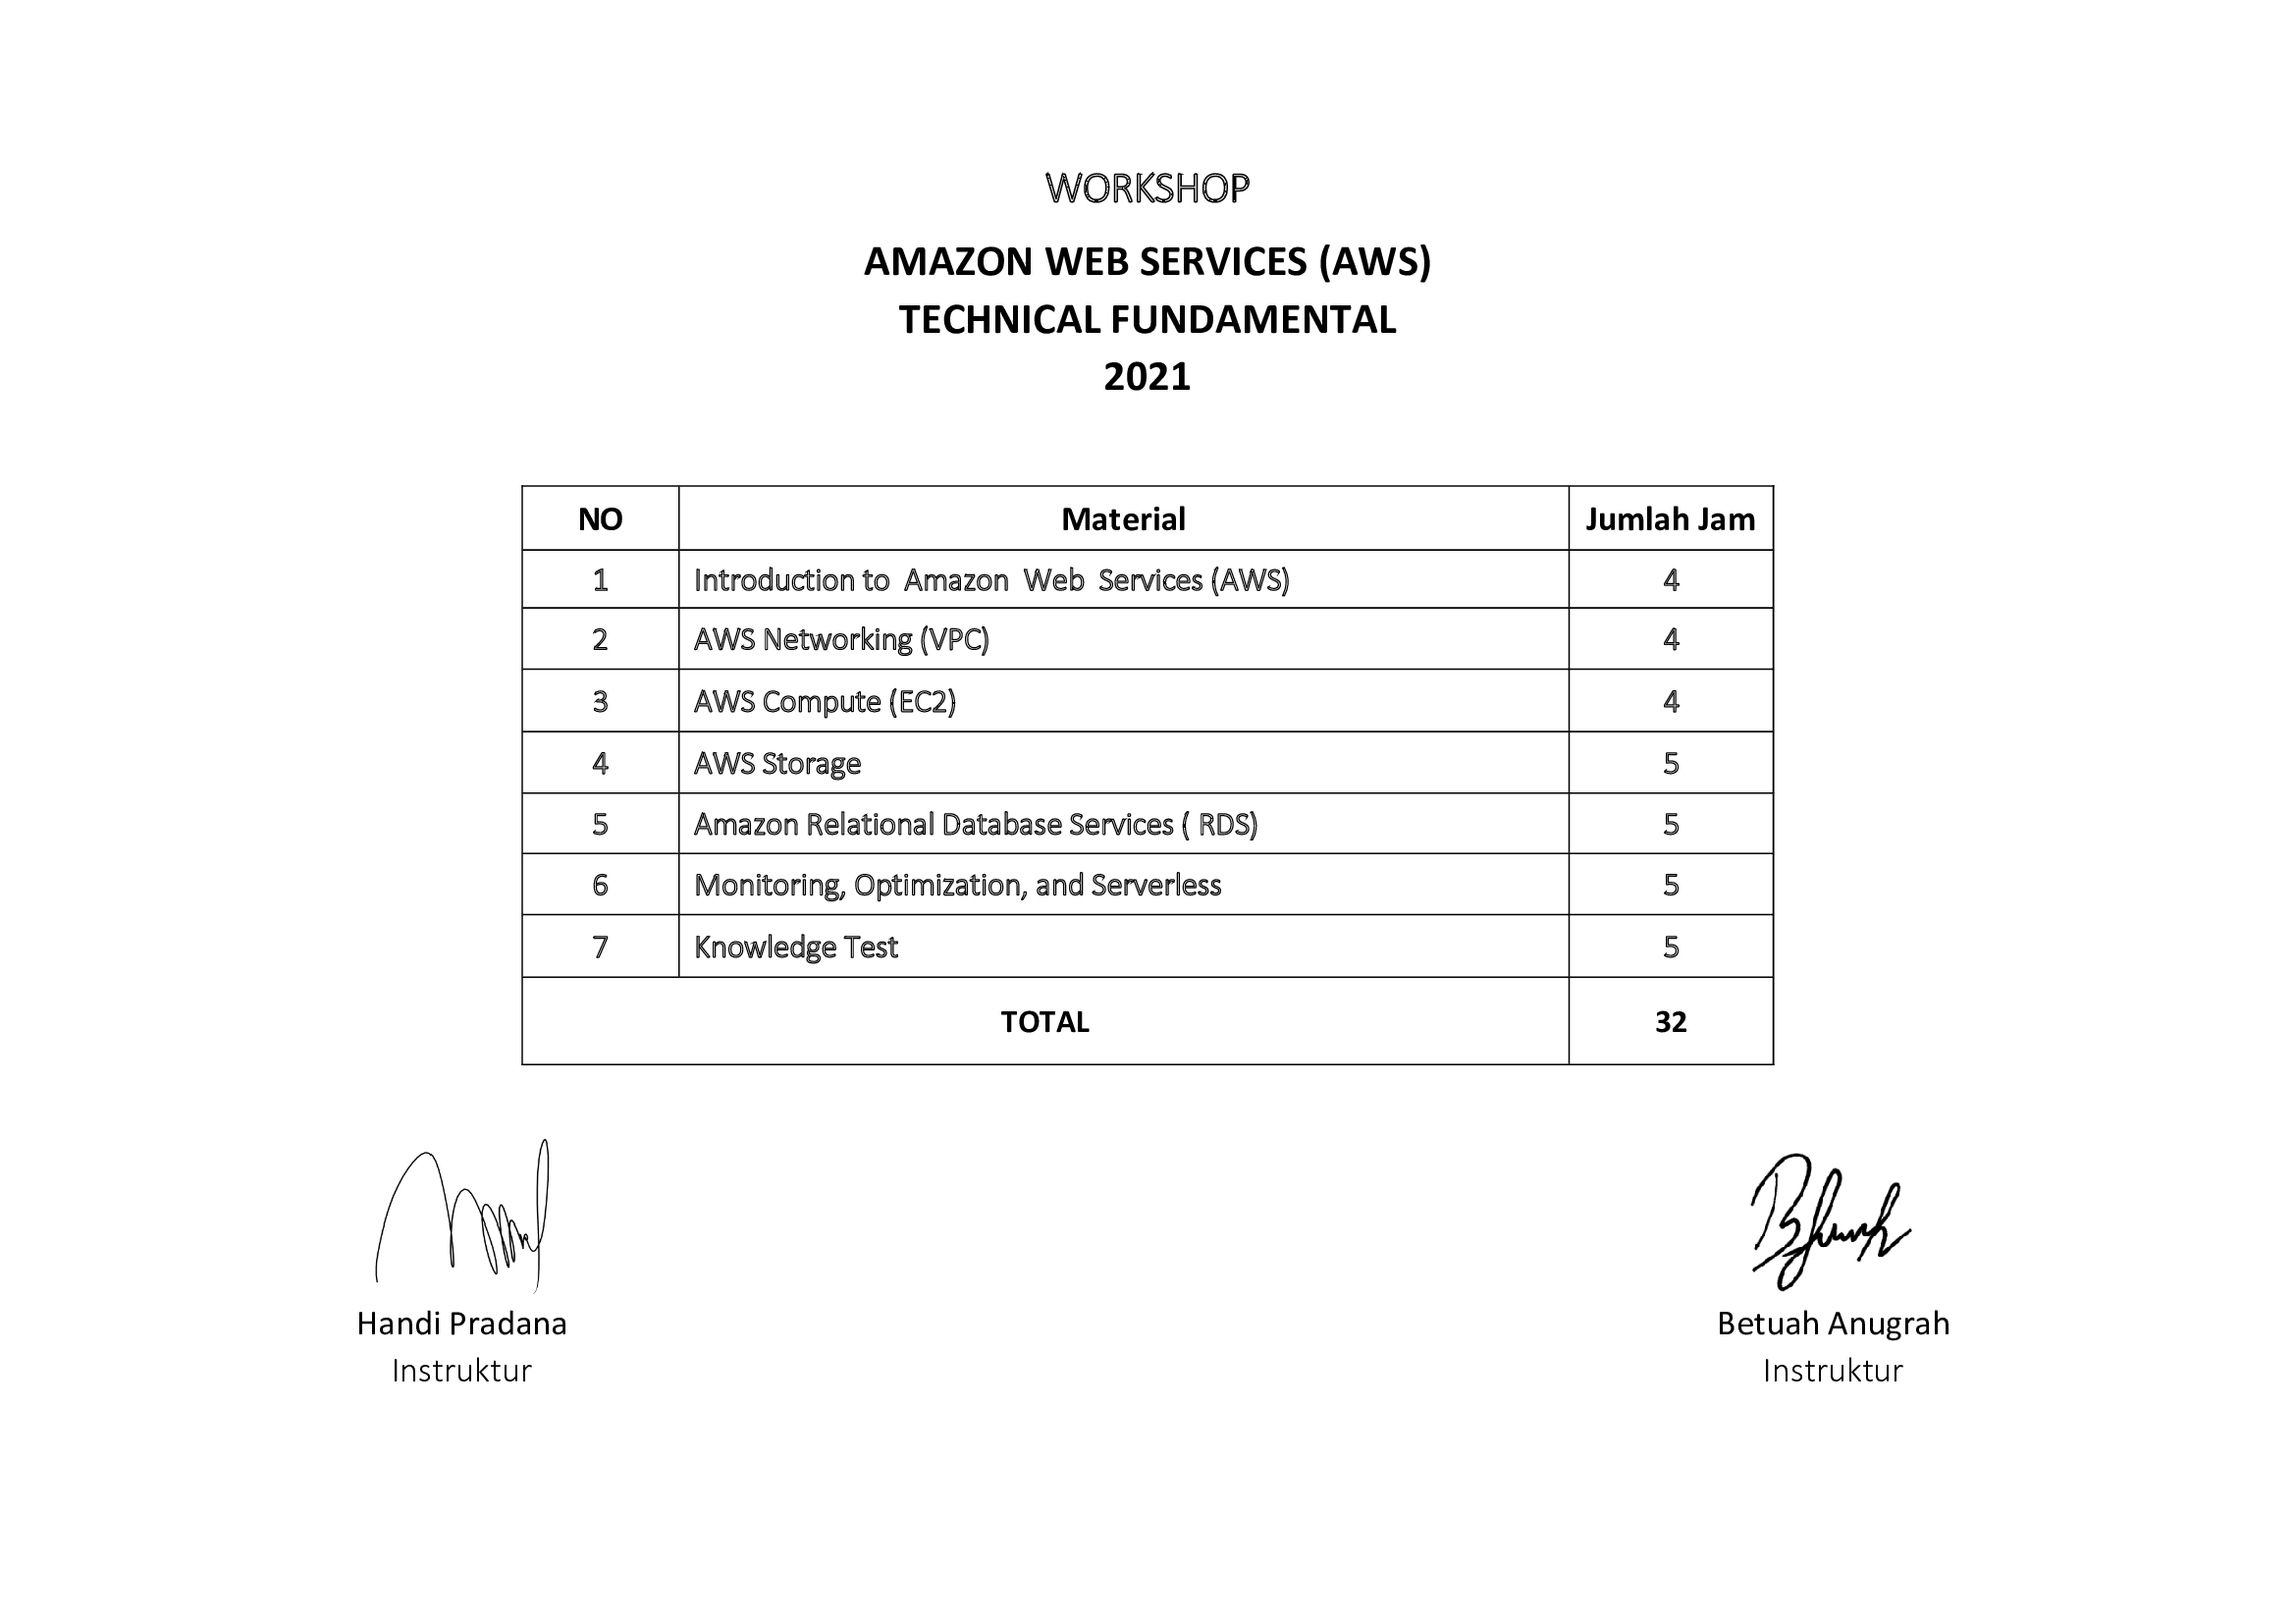 WORKSHOP
AMAZON WEB SERVICES (AWS)
TECHNICAL FUNDAMENTAL
2021
NO Material Jumlah Jam
1 Introduction to Amazon Web Services (AWS) 4
2 AWS Networking (VPC) 4
3 AWS Compute (EC2) 4
4 AWS Storage 5
5 Amazon Relational Database Services ( RDS) 5
6 Monitoring, Optimization, and Serverless 5
7 Knowledge Test 5
TOTAL 32
Handi Pradana Betuah Anugrah
Instruktur Instruktur